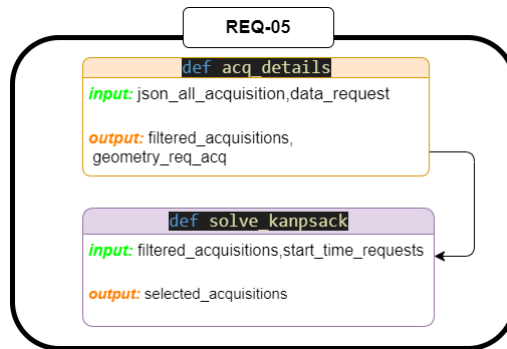 REQ-05
def acq_details
input: json_all_acquisition,data_request
output: filtered_acquisitions,
geometry_req_acq
def solve_kanpsack
input: filtered_acquisitions,start_time_requests
output: selected_acquisitions